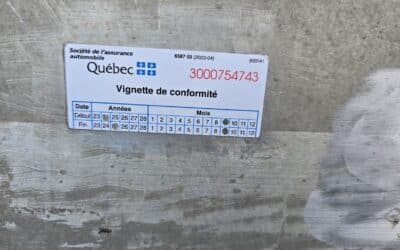 Société de l'assurance
automobile
6587 03 (2023-04)
Québec
3000754743
Vignette de conformité
Date Années Mois
Début 23 25 26 27 28 1 2 3 4 5 6 7 8 10 11 12
Fin 23 24 26 27 28 1 2 3 4 5 6 7 8 10 11 12